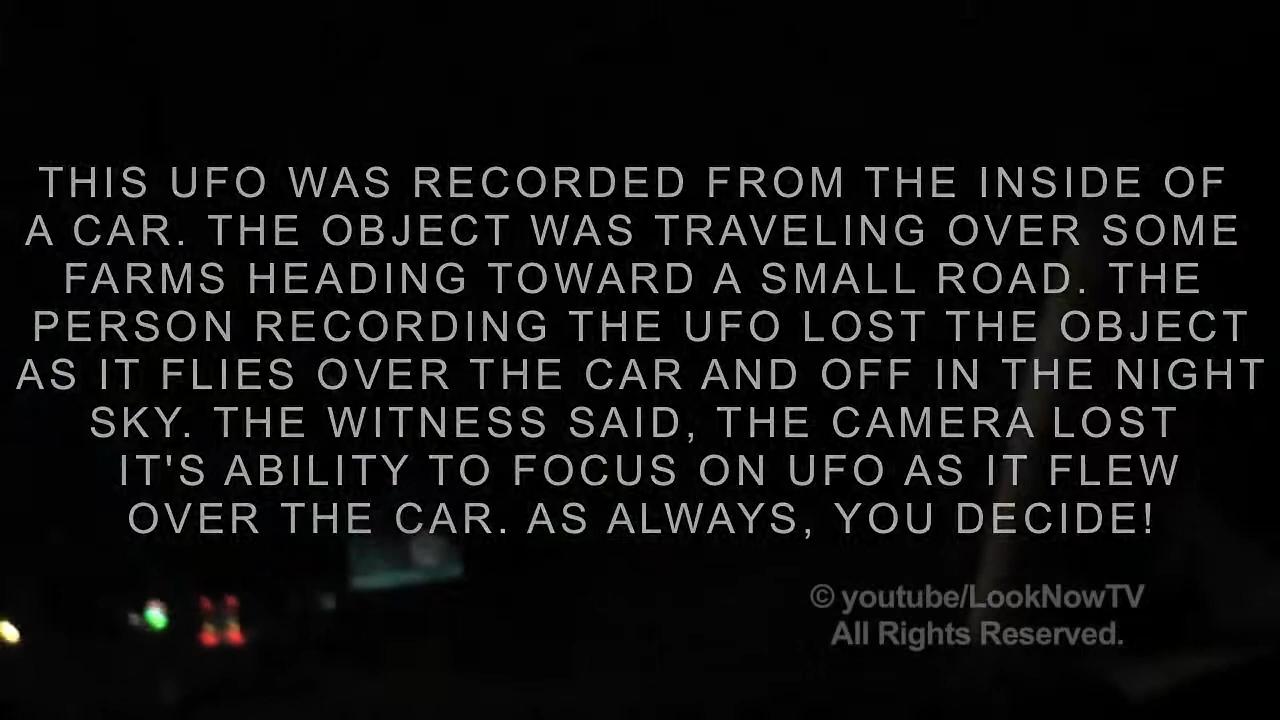 THIS UFO WAS RECORDED FROM THE INSIDE OF
A CAR. THE OBJECT WAS TRAVELING OVER SOME
FARMS HEADING TOWARD A SMALL ROAD. THE
PERSON RECORDING THE UFO LOST THE OBJECT
AS IT FLIES OVER THE CAR AND OFF IN THE NIGHT
SKY. THE WITNESS SAID, THE CAMERA LOST
IT'S ABILITY TO FOCUS ON UFO AS IT FLEW
OVER THE CAR. AS ALWAYS, YOU DECIDE!
© youtube/LookNowTV
All Rights Reserved.